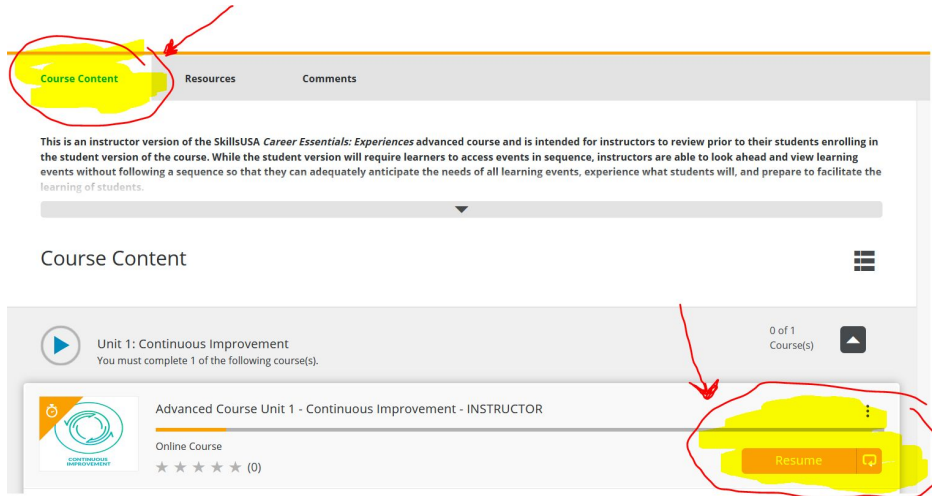 Course Content Resources Comments
This is an instructor version of the SkillsUSA Career Essentials: Experiences advanced course and is intended for instructors to review prior to their students enrolling in
the student version of the course. While the student version will require learners to access events in sequence, instructors are able to look ahead and view learning
events without following a sequence so that they can adequately anticipate the needs of all learning events, experience what students will, and prepare to facilitate the
learning of students.
Course Content
Unit 1: Continuous Improvement
You must complete 1 of the following course(s).
0 of 1
Course(s)
Advanced Course Unit 1 - Continuous Improvement - INSTRUCTOR
CONTINUOUS
IMPROVEMENT
Online Course
(0)
Resume